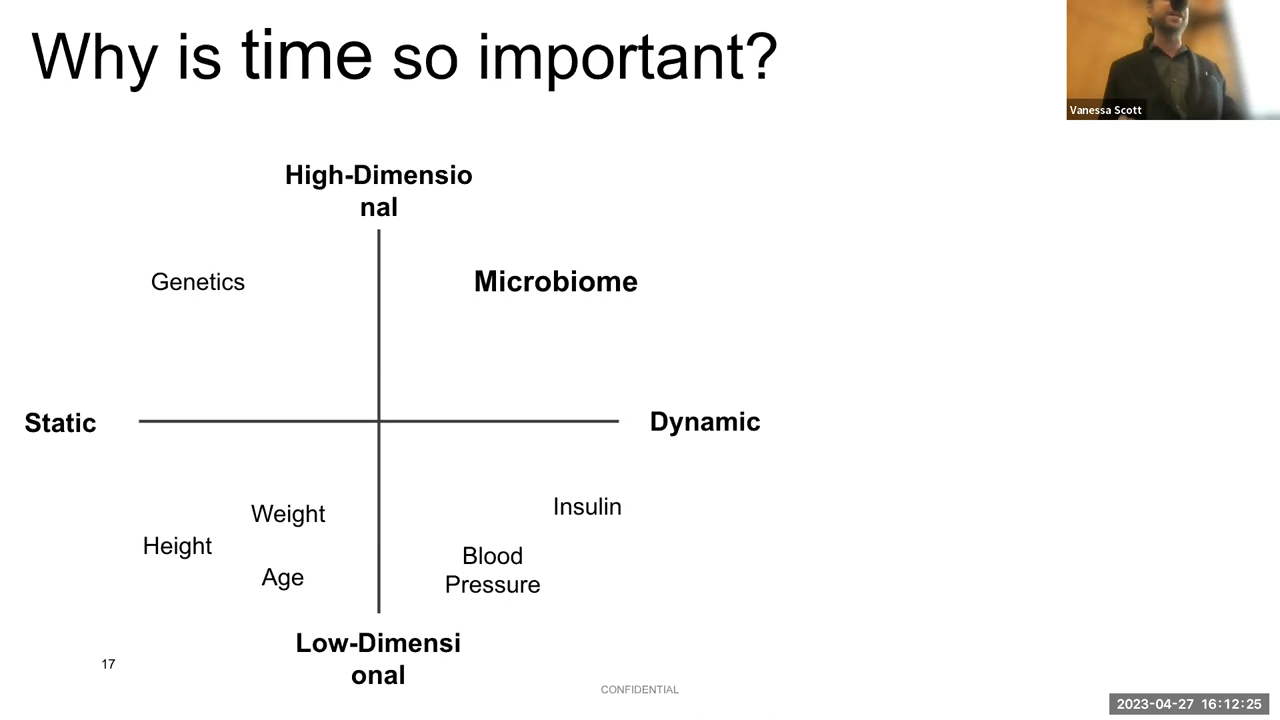 Why is time so important?
Vanessa Scott
High-Dimensio
nal
Genetics
Microbiome
Static
Dynamic
Weight
Insulin
Height
Blood
Pressure
Age
Low-Dimensi
onal
17
CONFIDENTIAL
2023-04-27 16:12:25